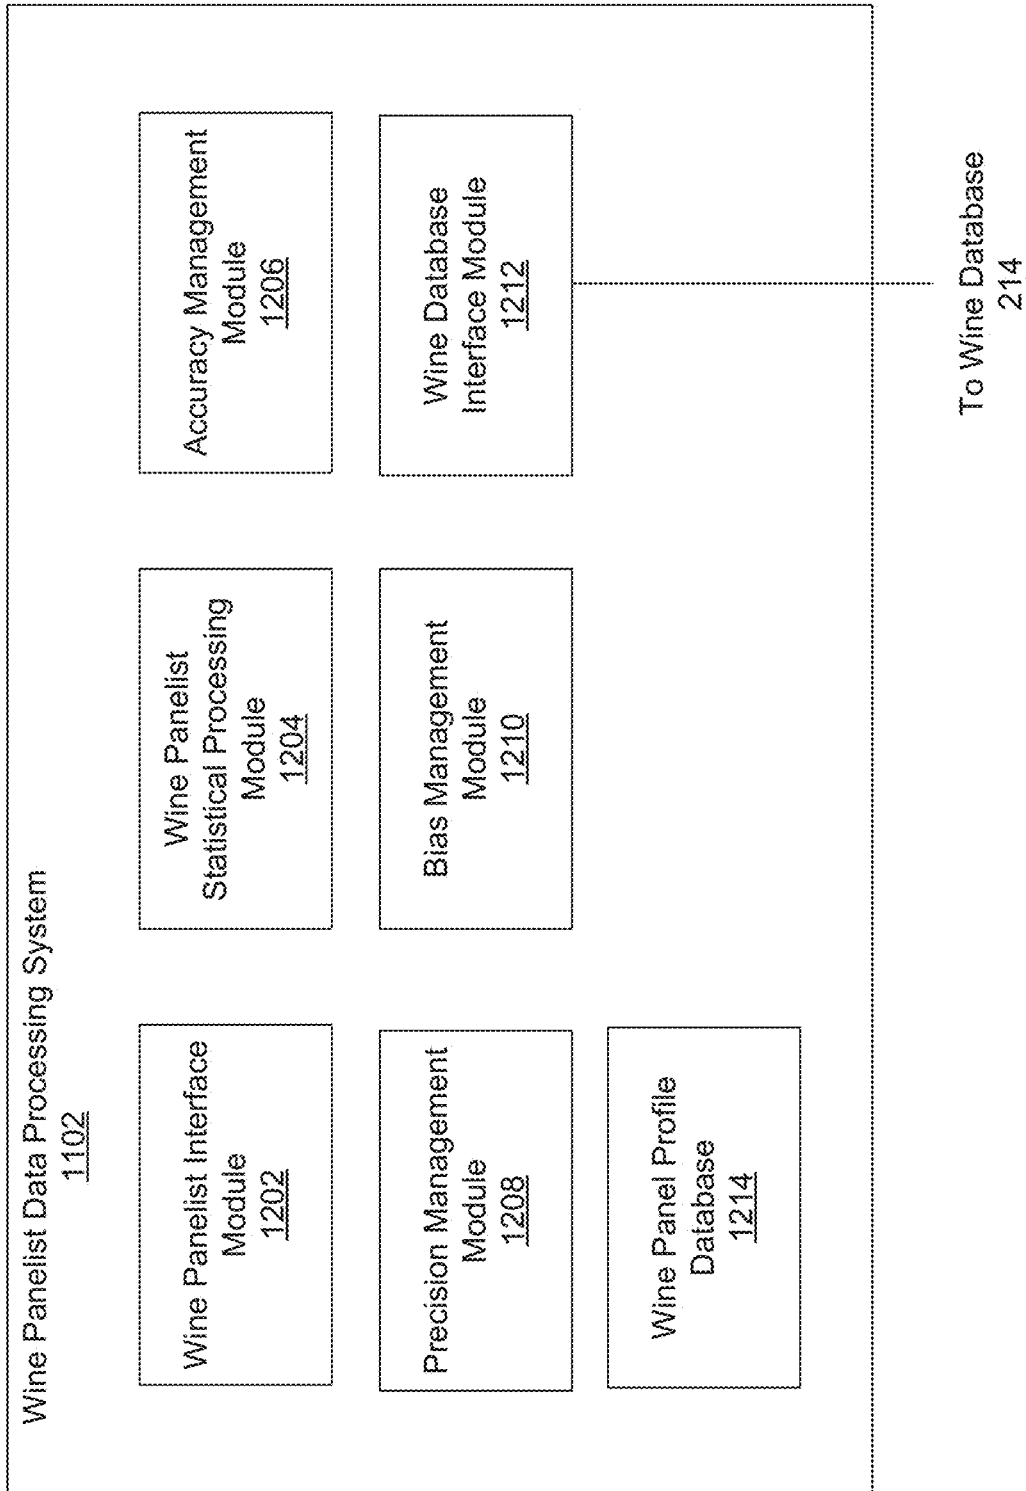 Wine Panelist Data Processing System
1102
Wine Panelist Interface
Module
1202
Wine Panelist
Statistical Processing
Module
1204
Accuracy Management
Module
1206
Precision Management
Module
1208
Bias Management
Module
1210
Wine Database
Interface Module
1212
Wine Panel Profile
Database
1214
To Wine Database
214